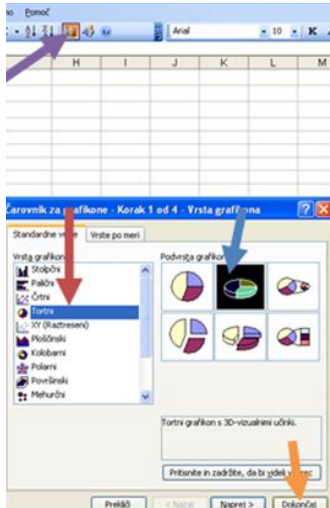 no Pomoč
Arial 10 K
H I J K L M
Čarovnik za grafikone - Korak 1 od 4 - Vrsta grafikona
Standardne vrste Vrste po meri
Vrsta grafikona
Podvrsta grafikona
Stolpčni
Palični
Črtni
Tortni
XY (Raztreseni)
Ploščinski
Kolobarni
Polarni
Površinski
Mehurčni
Tortni grafikon s 3D-vizualnimi učinki.
Pritisnite in zadržite, da bi videli
Prekliči < Nazaj Naprej > Dokončaj